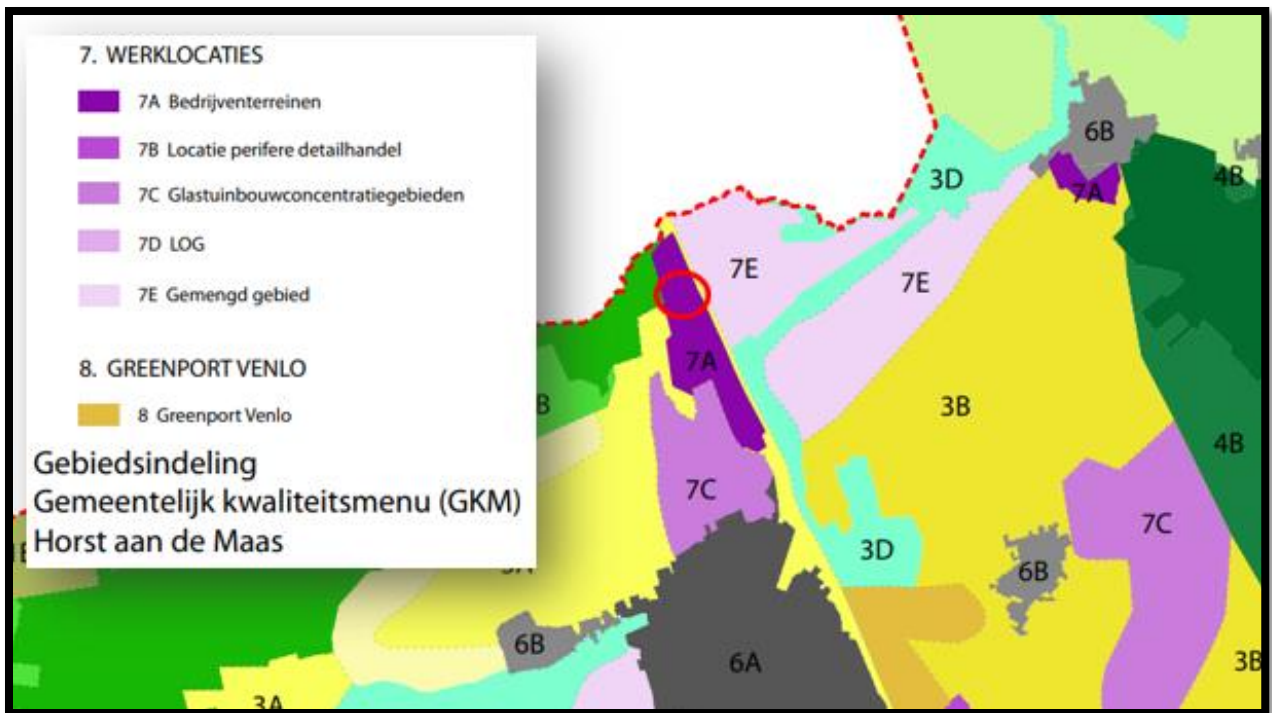 7. WERKLOCATIES
7A Bedrijventerreinen
7B Locatie perifere detailhandel
7C Glastuinbouwconcentratiegebieden
7D LOG
7E Gemengd gebied
8. GREENPORT VENLO
8 Greenport Venlo
Gebiedsindeling
Gemeentelijk kwaliteitsmenu (GKM)
Horst aan de Maas
6B
3D
7A
4B
7E
7E
7A
3B
B
4B
7C
7C
3D
3A
6B
6B
6A
3B
3A